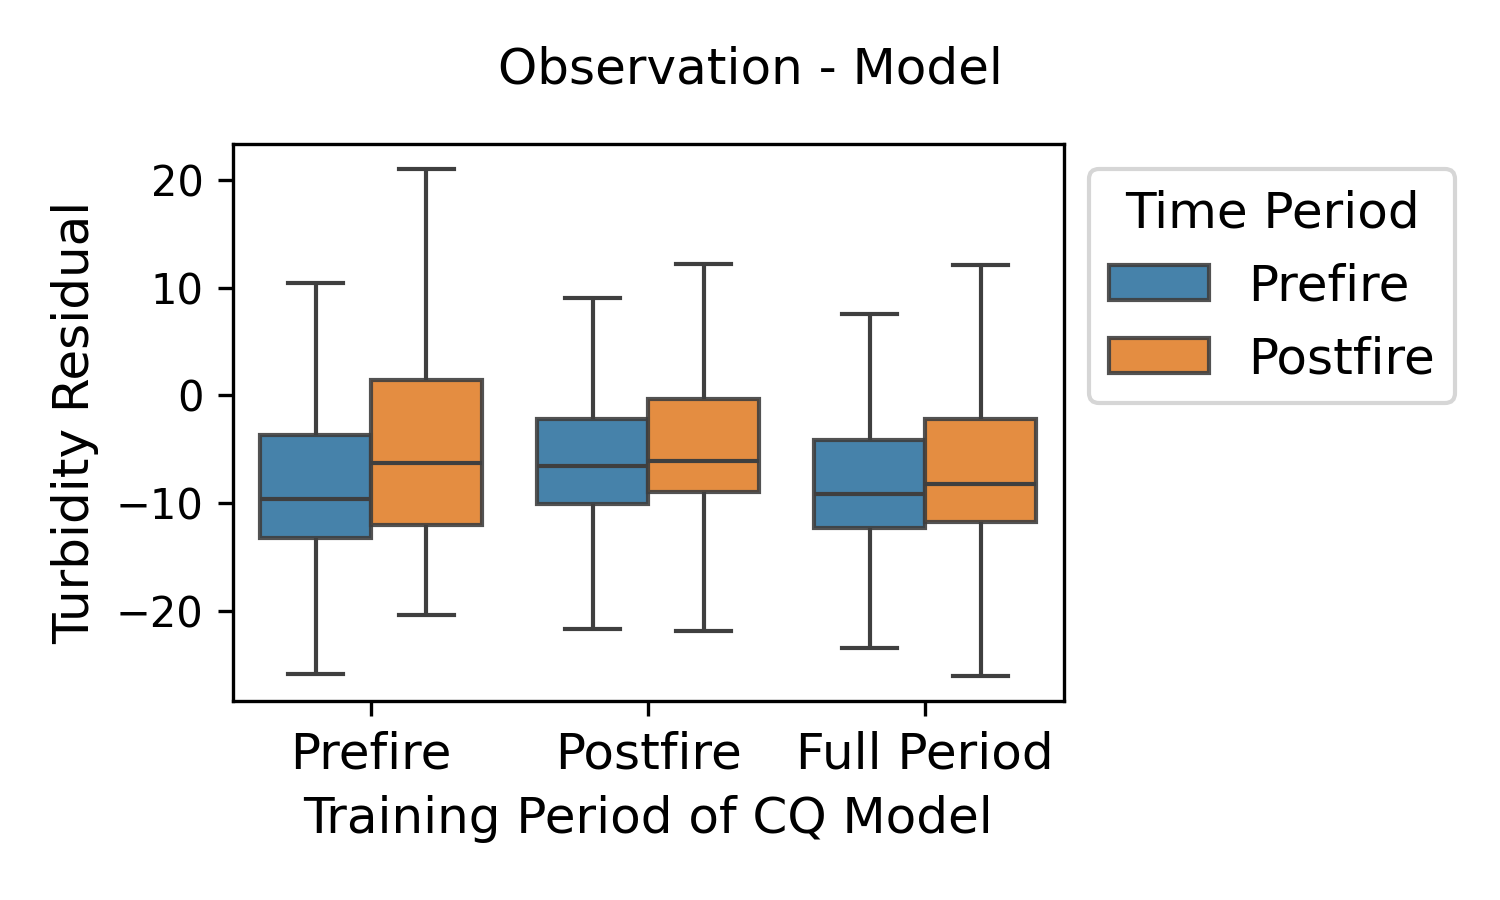 Observation - Model
Turbidity Residual
20
10
0
−10
−20
Prefire
Postfire
Full Period
Training Period of CQ Model
Time Period
Prefire
Postfire